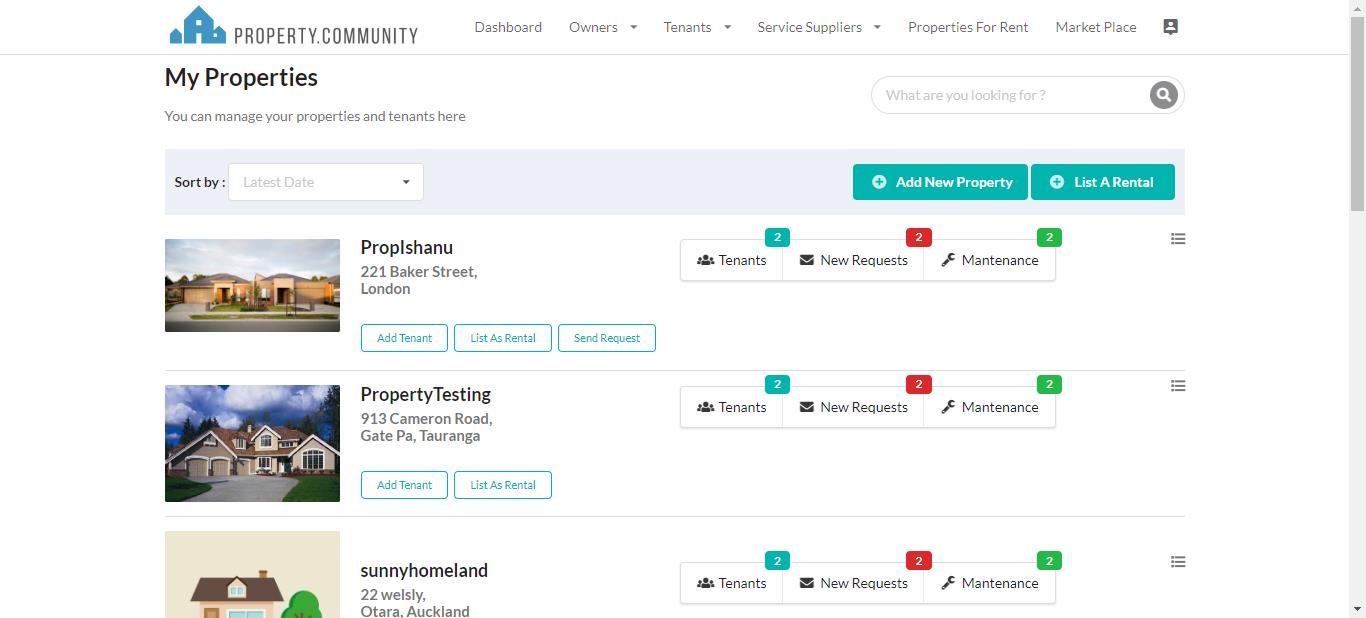 PROPERTY.COMMUNITY
Dashboard
Owners
Tenants
Service Suppliers
Properties For Rent
Market Place
My Properties
You can manage your properties and tenants here
What are you looking for ?
Sort by :
Latest Date
Add New Property
List A Rental
PropIshanu
221 Baker Street,
London
Add Tenant
List As Rental
Send Request
2
Tenants
2
New Requests
2
Mantenance
PropertyTesting
913 Cameron Road,
Gate Pa, Tauranga
Add Tenant
List As Rental
2
Tenants
2
New Requests
2
Mantenance
sunnyhomeland
22 welsly,
Otara, Auckland
2
Tenants
2
New Requests
2
Mantenance